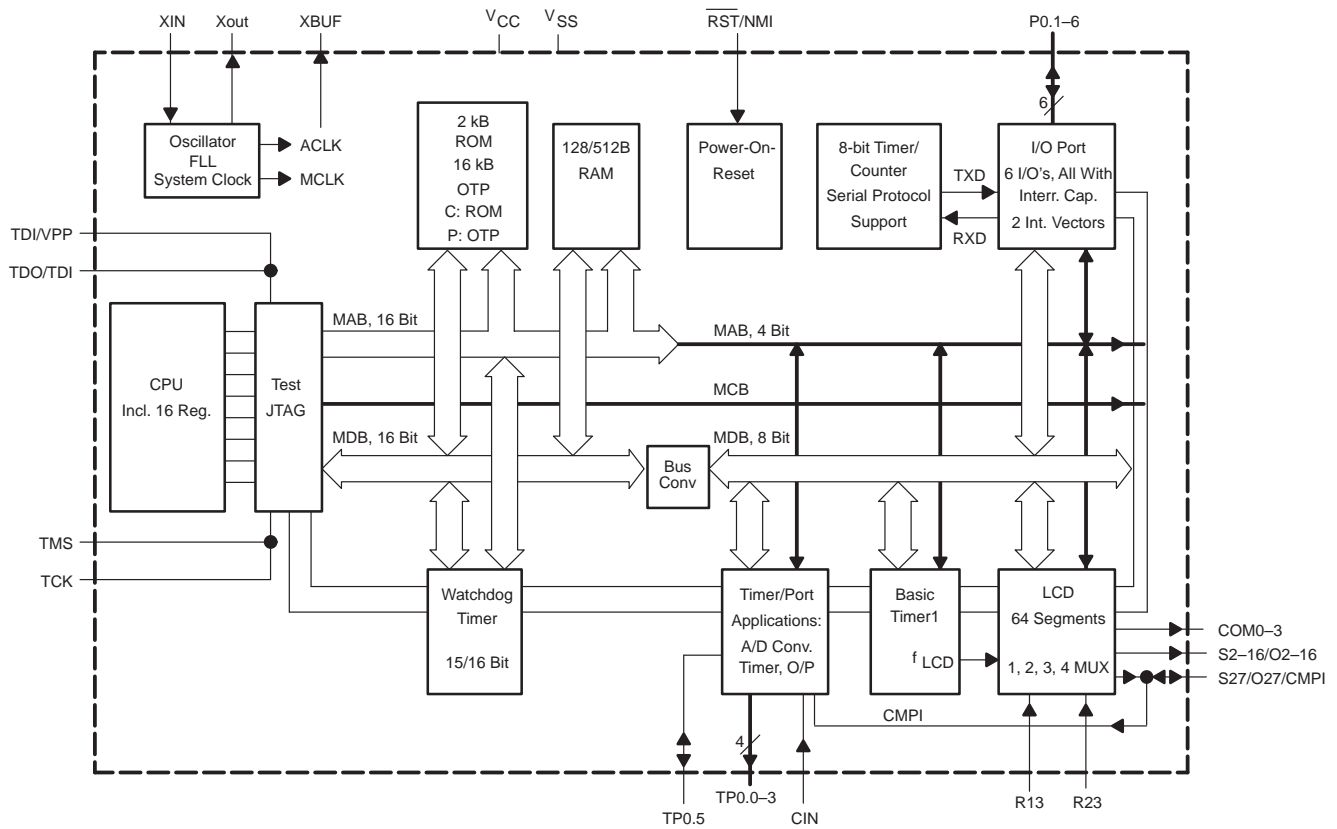 XIN
Xout
XBUF
VCC
VSS
RST/NMI
P0.1–6
6
Oscillator
FLL
System Clock
ACLK
MCLK
2 kB
ROM
16 kB
OTP
C: ROM
P: OTP
128/512B
RAM
Power-On-
Reset
8-bit Timer/
Counter
Serial Protocol
Support
TXD
RXD
I/O Port
6 I/O's, All With
Interr. Cap.
2 Int. Vectors
TDI/VPP
TDO/TDI
CPU
Incl. 16 Reg.
Test
JTAG
MAB, 16 Bit
MAB, 4 Bit
MCB
MDB, 16 Bit
MDB, 8 Bit
Bus
Conv
TMS
TCK
Watchdog
Timer
15/16 Bit
Timer/Port
Applications:
A/D Conv.
Timer, O/P
Basic
Timer1
fLCD
LCD
64 Segments
1, 2, 3, 4 MUX
COM0–3
S2–16/O2–16
S27/O27/CMPI
CMPI
4
TP0.5
TP0.0–3
CIN
R13
R23